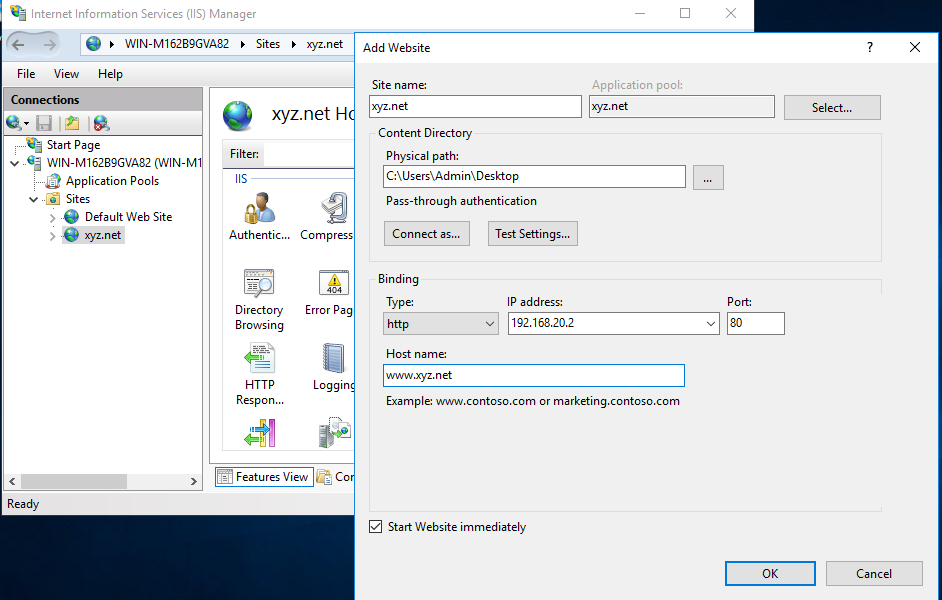 Internet Information Services (IIS) Manager
WIN-M162B9GVA82 Sites xyz.net
File View Help
Connections
Start Page
WIN-M162B9GVA82 (WIN-M1
Application Pools
Sites
Default Web Site
xyz.net
Ready
xyz.net Ho
Filter:
IIS
Authentic... Compress
Directory Browsing
404
Error Pag
HTTP Respon...
Logging
Features View
Con
Add Website
?
Site name:
xyz.net
Application pool:
xyz.net
Select...
Content Directory
Physical path:
C:\Users\Admin\Desktop
...
Pass-through authentication
Connect as... Test Settings...
Binding
Type: IP address: Port:
http 192.168.20.2 80
Host name:
www.xyz.net
Example: www.contoso.com or marketing.contoso.com
Start Website immediately
OK Cancel